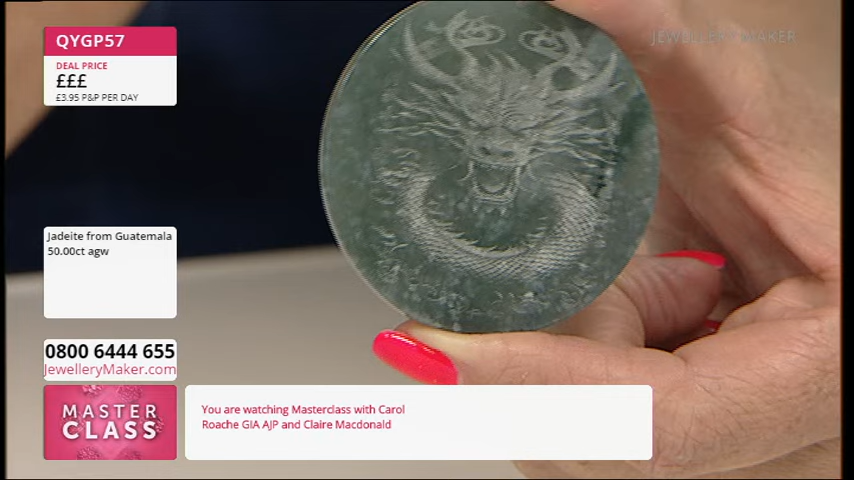 QYGP57
DEAL PRICE
£££
£3.95 P&P PER DAY
JEWELLERY MAKER
Jadeite from Guatemala
50.00ct agw
0800 6444 655
JewelleryMaker.com
MASTER
CLASS
You are watching Masterclass with Carol
Roache GIA AJP and Claire Macdonald